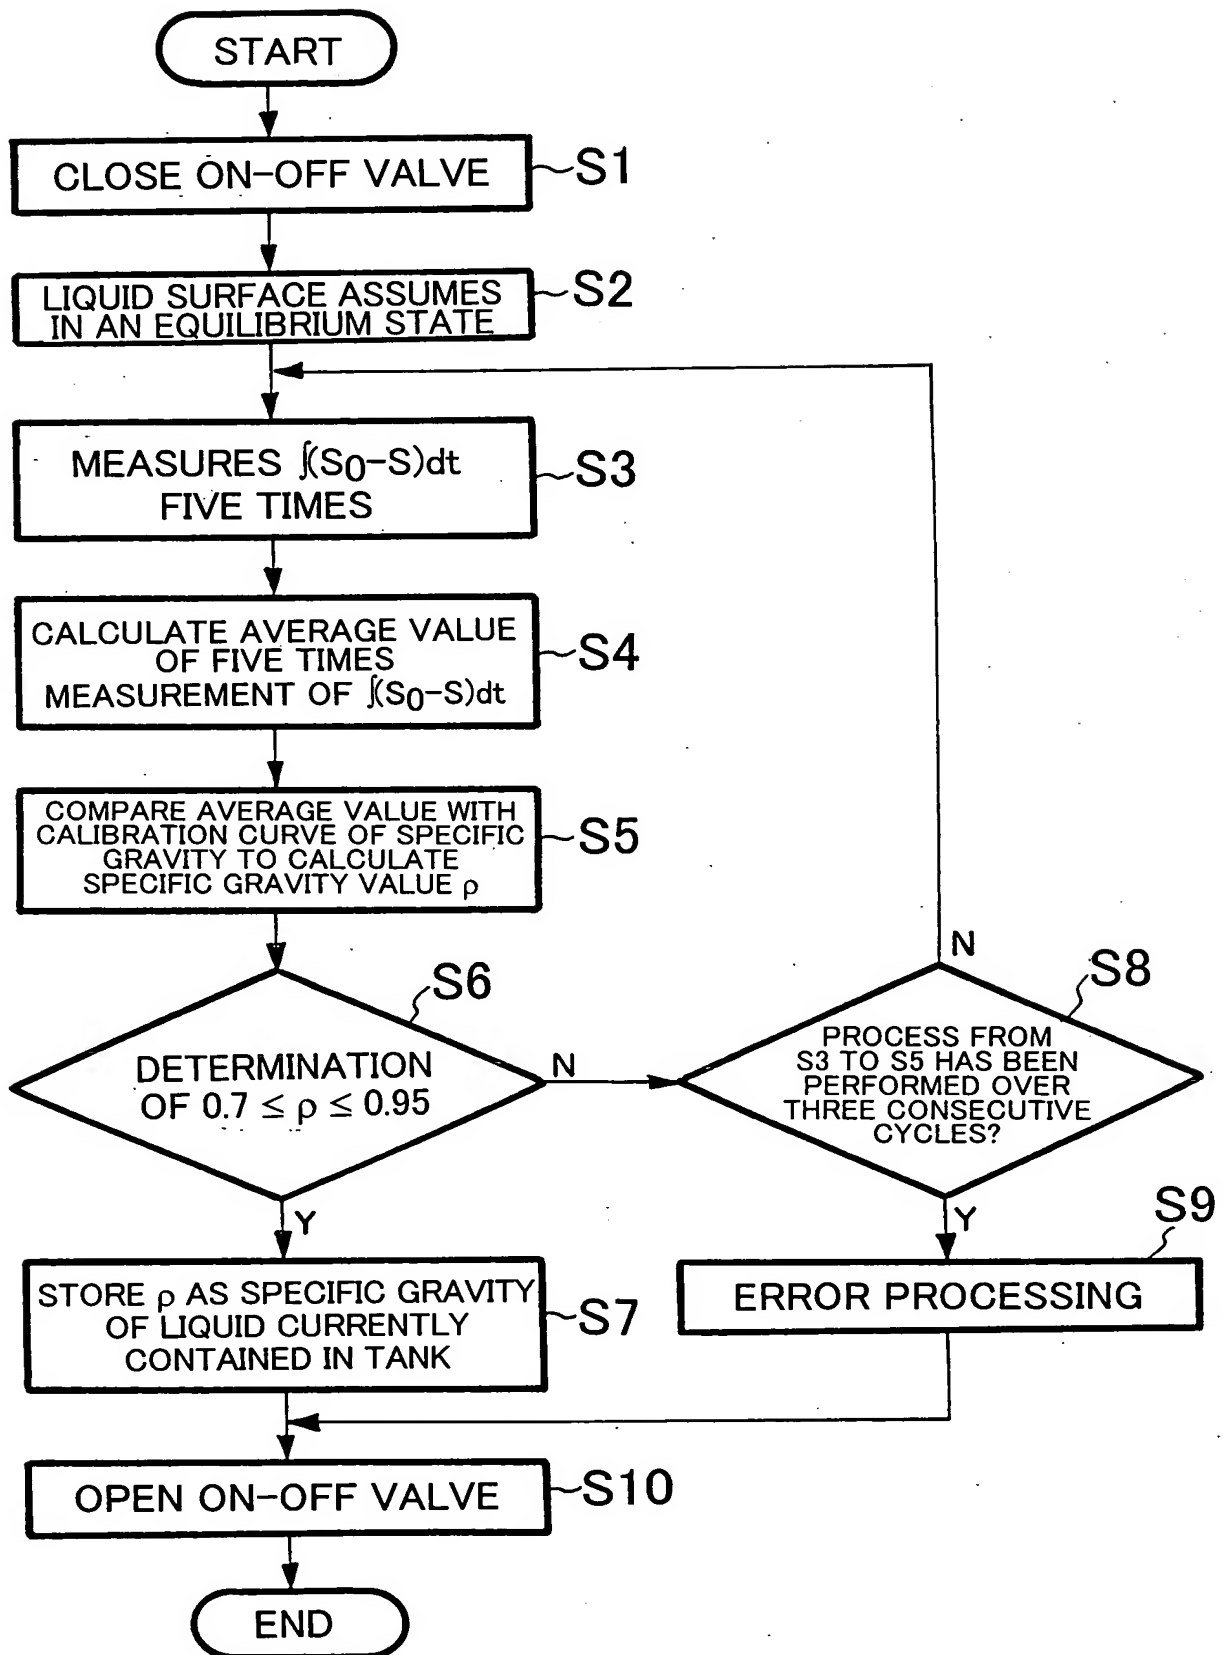 START
CLOSE ON-OFF VALVE
S1
LIQUID SURFACE ASSUMES
IN AN EQUILIBRIUM STATE
S2
MEASURES ∫(S0-S)dt
FIVE TIMES
S3
CALCULATE AVERAGE VALUE
OF FIVE TIMES
MEASUREMENT OF ∫(S0-S)dt
S4
COMPARE AVERAGE VALUE WITH
CALIBRATION CURVE OF SPECIFIC
GRAVITY TO CALCULATE
SPECIFIC GRAVITY VALUE ρ
S5
S6
DETERMINATION
OF 0.7 ≤ ρ ≤ 0.95
N
Y
N
S8
PROCESS FROM
S3 TO S5 HAS BEEN
PERFORMED OVER
THREE CONSECUTIVE
CYCLES?
Y
S9
ERROR PROCESSING
STORE ρ AS SPECIFIC GRAVITY
OF LIQUID CURRENTLY
CONTAINED IN TANK
S7
OPEN ON-OFF VALVE
S10
END